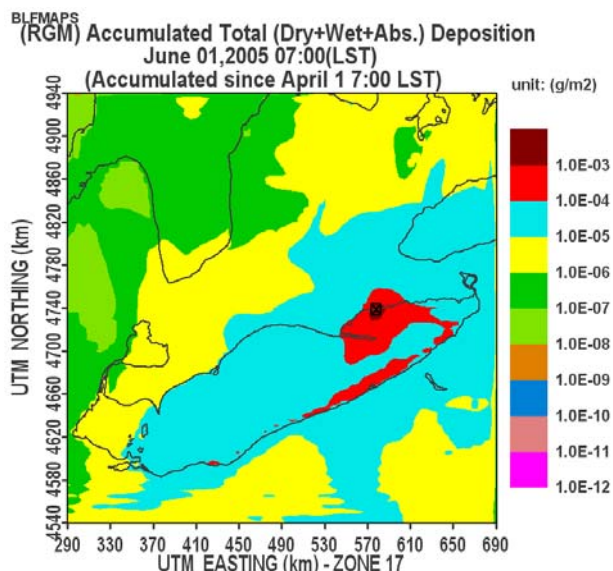 BLFMAPS
(RGM) Accumulated Total (Dry+Wet+Abs.) Deposition
June 01,2005 07:00(LST)
(Accumulated since April 1 7:00 LST)
unit: (g/m2)
4940
4900
4860
4820
4780
4740
4700
4660
4620
4580
4540
UTM NORTHING (km)
1.0E-03
1.0E-04
1.0E-05
1.0E-06
1.0E-07
1.0E-08
1.0E-09
1.0E-10
1.0E-11
1.0E-12
290 330 370 410 450 490 530 570 610 650 690
UTM EASTING (km) - ZONE 17